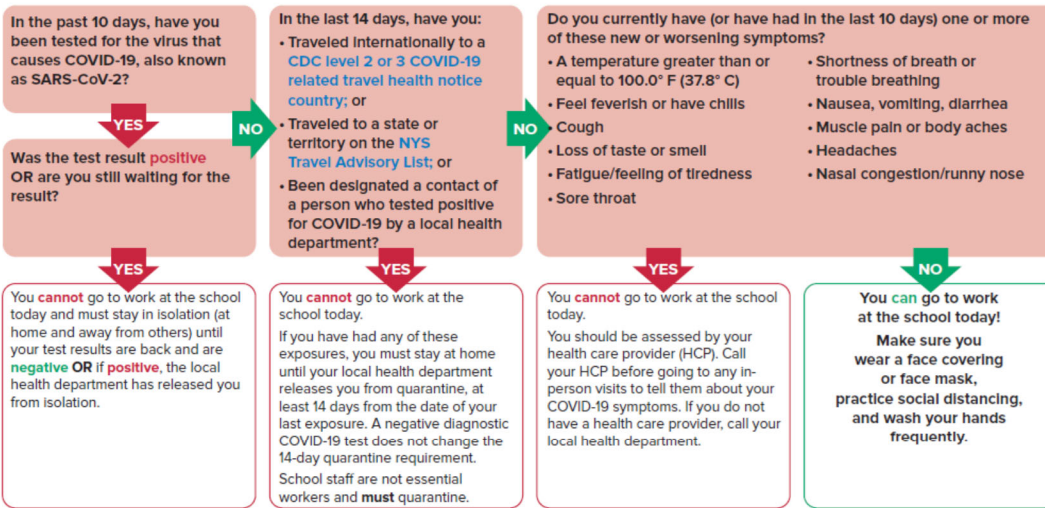 In the past 10 days, have you
been tested for the virus that
causes COVID-19, also known
as SARS-CoV-2?
YES
NO
Was the test result positive
OR are you still waiting for the
result?
YES
You cannot go to work at the school
today and must stay in isolation (at
home and away from others) until
your test results are back and are
negative OR if positive, the local
health department has released you
from isolation.
In the last 14 days, have you:
• Traveled internationally to a
CDC level 2 or 3 COVID-19
related travel health notice
country; or
• Traveled to a state or
territory on the NYS
Travel Advisory List; or
• Been designated a contact of
a person who tested positive
for COVID-19 by a local health
department?
NO
YES
You cannot go to work at the
school today.
If you have had any of these
exposures, you must stay at home
until your local health department
releases you from quarantine, at
least 14 days from the date of your
last exposure. A negative diagnostic
COVID-19 test does not change the
14-day quarantine requirement.
School staff are not essential
workers and must quarantine.
Do you currently have (or have had in the last 10 days) one or more
of these new or worsening symptoms?
• A temperature greater than or
equal to 100.0° F (37.8° C)
• Feel feverish or have chills
• Cough
• Loss of taste or smell
• Fatigue/feeling of tiredness
• Sore throat
• Shortness of breath or
trouble breathing
• Nausea, vomiting, diarrhea
• Muscle pain or body aches
• Headaches
• Nasal congestion/runny nose
YES
You cannot go to work at the school
today.
You should be assessed by your
health care provider (HCP). Call
your HCP before going to any in-
person visits to tell them about your
COVID-19 symptoms. If you do not
have a health care provider, call your
local health department.
NO
You can go to work
at the school today!
Make sure you
wear a face covering
or face mask,
practice social distancing,
and wash your hands
frequently.